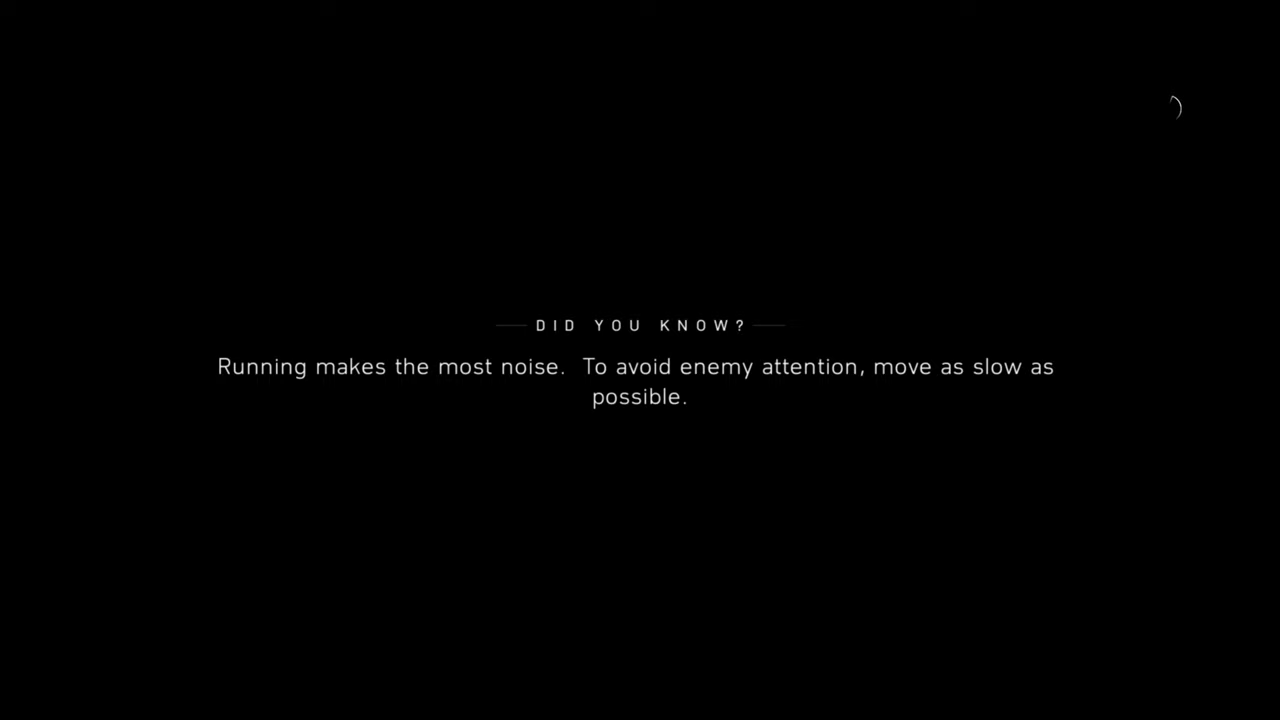 DID YOU KNOW?
Running makes the most noise.  To avoid enemy attention, move as slow as
possible.